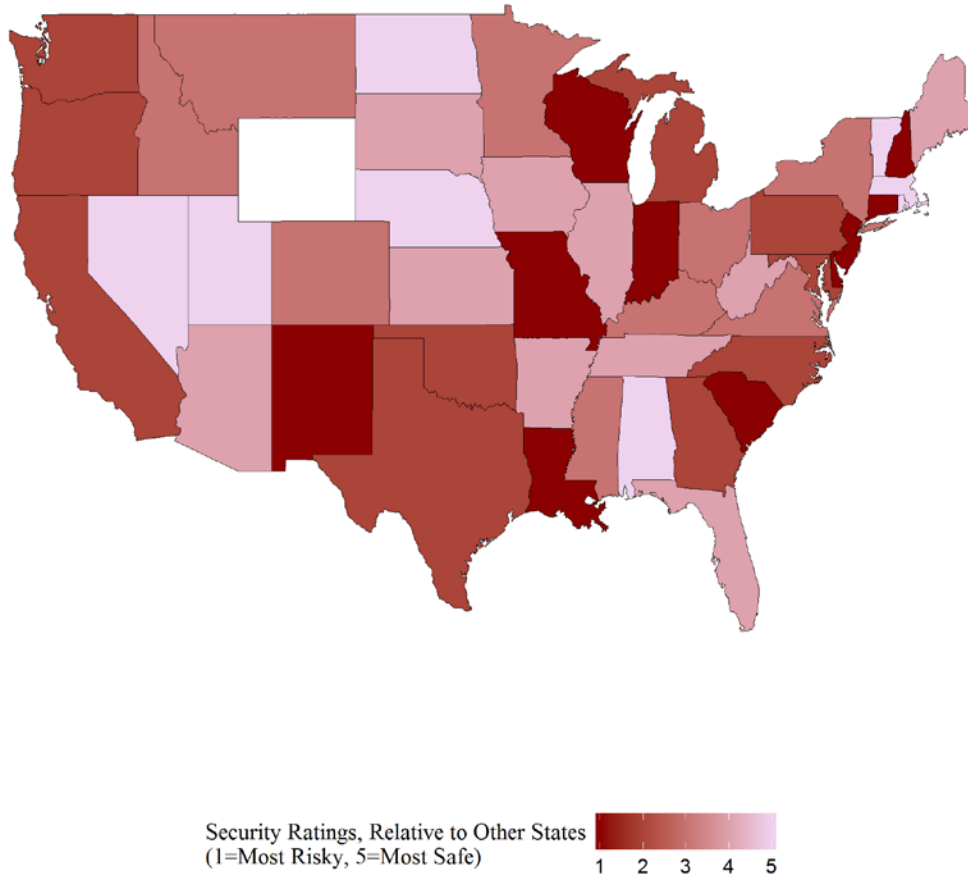 Security Ratings, Relative to Other States
(1=Most Risky, 5=Most Safe)
1 2 3 4 5